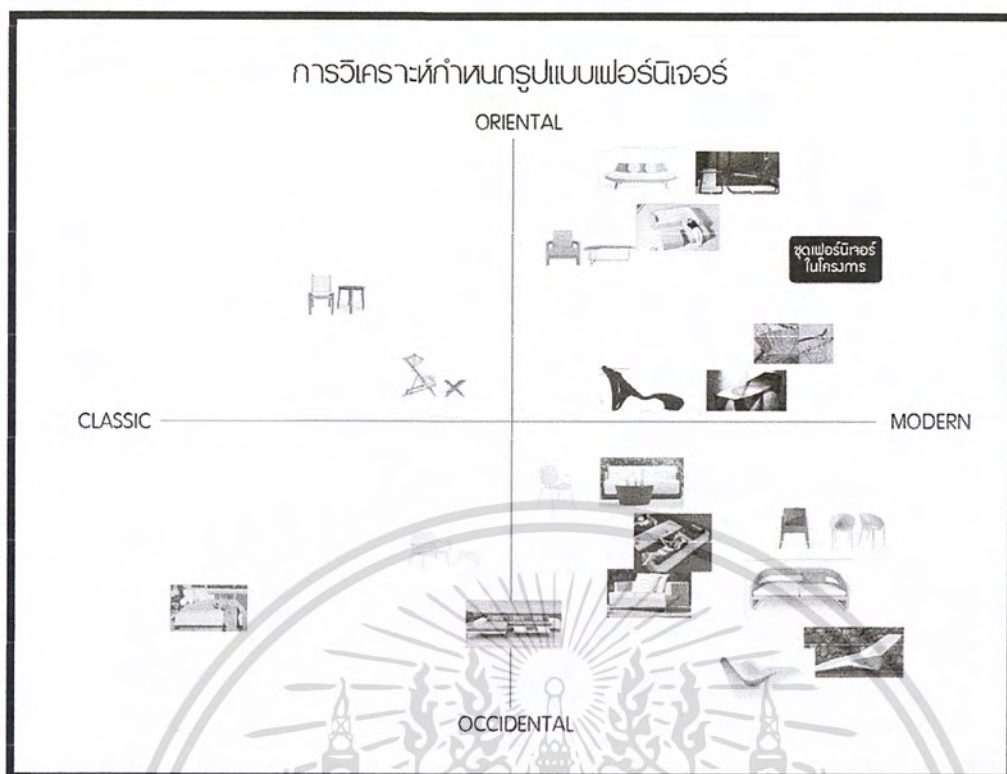 การวิเคราะห์กำหนดรูปแบบเฟอร์นิเจอร์
ORIENTAL
ชุดเฟอร์นิเจอร์
ในโครงการ
CLASSIC
MODERN
OCCIDENTAL